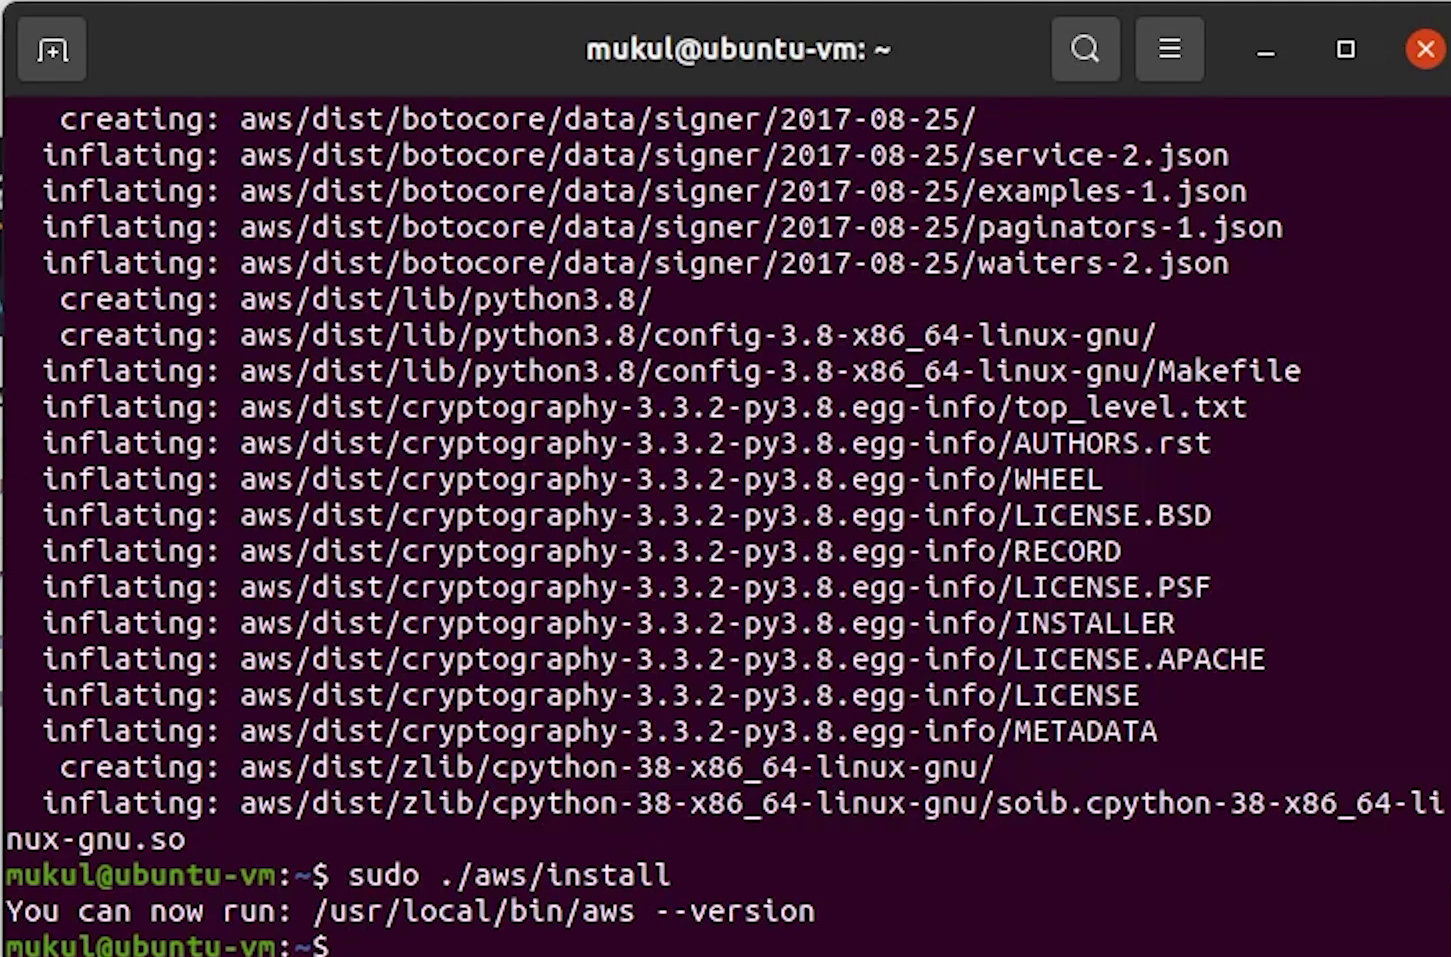 mukul@ubuntu-vm: ~
creating: aws/dist/botocore/data/signer/2017-08-25/
inflating: aws/dist/botocore/data/signer/2017-08-25/service-2.json
inflating: aws/dist/botocore/data/signer/2017-08-25/examples-1.json
inflating: aws/dist/botocore/data/signer/2017-08-25/paginators-1.json
inflating: aws/dist/botocore/data/signer/2017-08-25/waiters-2.json
creating: aws/dist/lib/python3.8/
creating: aws/dist/lib/python3.8/config-3.8-x86_64-linux-gnu/
inflating: aws/dist/lib/python3.8/config-3.8-x86_64-linux-gnu/Makefile
inflating: aws/dist/cryptography-3.3.2-py3.8.egg-info/top_level.txt
inflating: aws/dist/cryptography-3.3.2-py3.8.egg-info/AUTHORS.rst
inflating: aws/dist/cryptography-3.3.2-py3.8.egg-info/WHEEL
inflating: aws/dist/cryptography-3.3.2-py3.8.egg-info/LICENSE.BSD
inflating: aws/dist/cryptography-3.3.2-py3.8.egg-info/RECORD
inflating: aws/dist/cryptography-3.3.2-py3.8.egg-info/LICENSE.PSF
inflating: aws/dist/cryptography-3.3.2-py3.8.egg-info/INSTALLER
inflating: aws/dist/cryptography-3.3.2-py3.8.egg-info/LICENSE.APACHE
inflating: aws/dist/cryptography-3.3.2-py3.8.egg-info/LICENSE
inflating: aws/dist/cryptography-3.3.2-py3.8.egg-info/METADATA
creating: aws/dist/zlib/cpython-38-x86_64-linux-gnu/
inflating: aws/dist/zlib/cpython-38-x86_64-linux-gnu/soib.cpython-38-x86_64-li
nux-gnu.so
mukul@ubuntu-vm:~$ sudo ./aws/install
You can now run: /usr/local/bin/aws --version
mukul@ubuntu-vm:~$